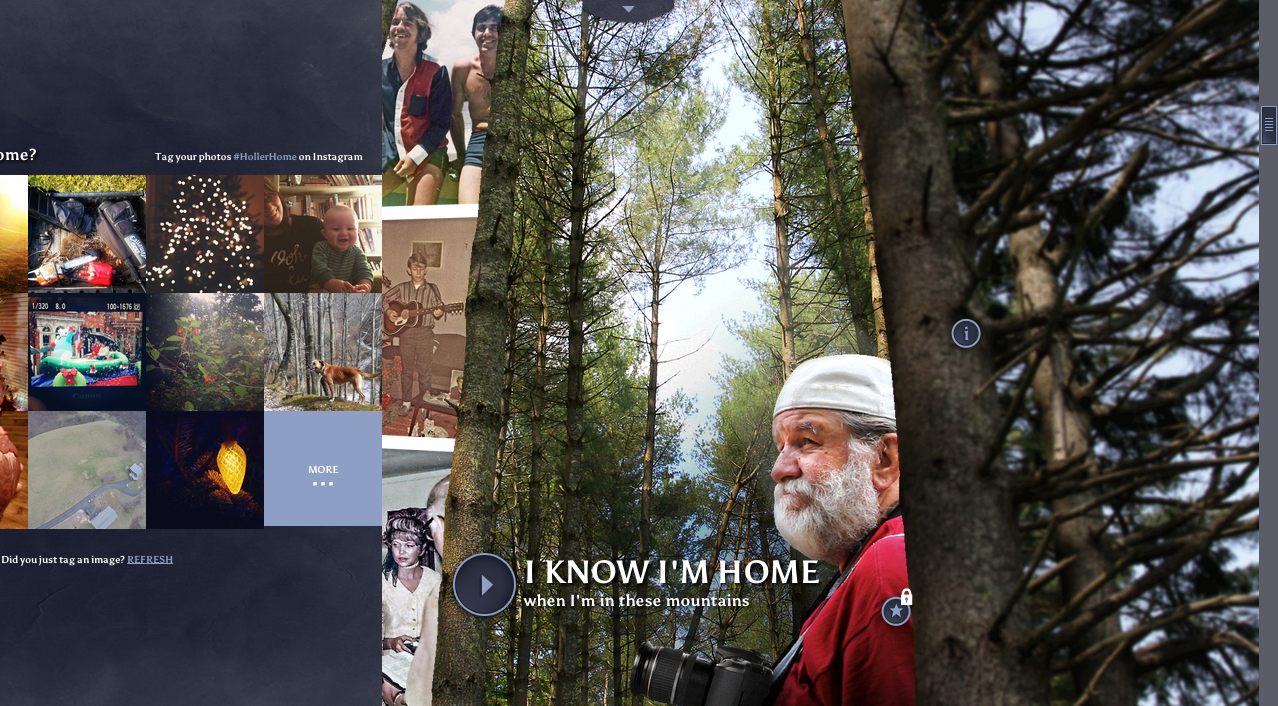 ome?
Tag your photos #HollerHome on Instagram
1/320 8.0 100-1676
MORE
Did you just tag an image? REFRESH
I KNOW I'M HOME
when I'm in these mountains